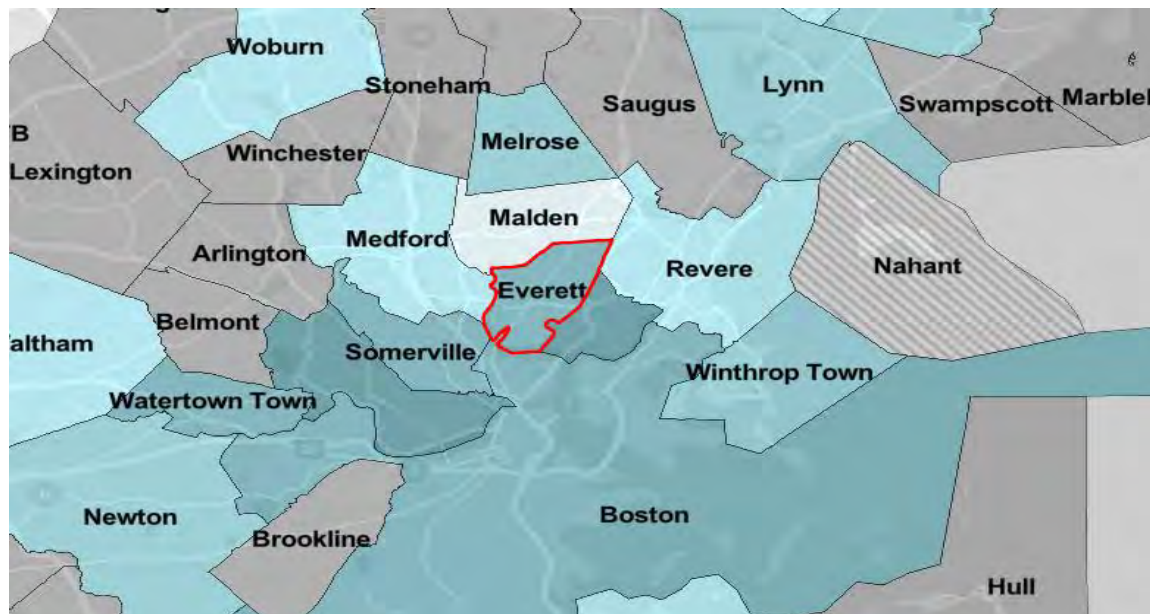 Woburn
Stoneham
Saugus
Lynn
Swampscott
Marble
Melrose
Winchester
Lexington
Malden
Medford
Arlington
Revere
Nahant
Everett
Belmont
altham
Somerville
Winthrop Town
Watertown Town
Newton
Boston
Brookline
Hull